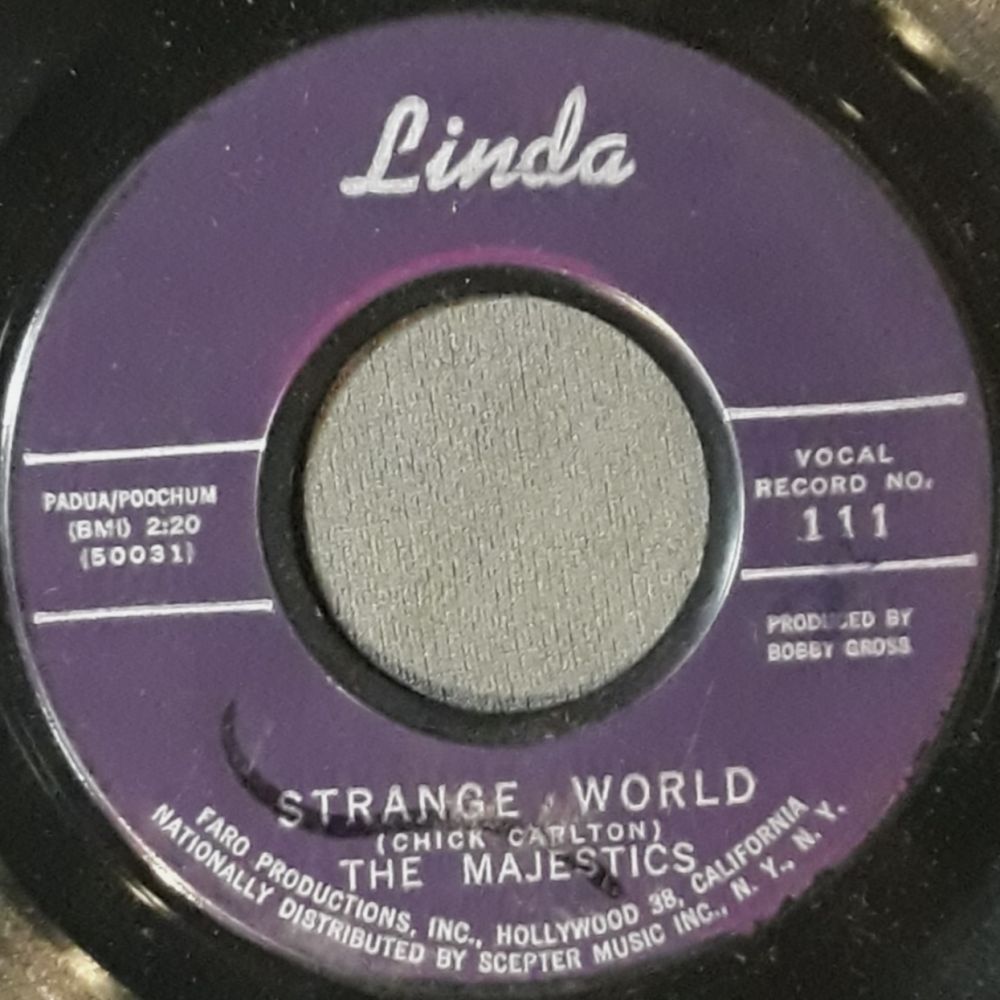 Linda
PADUA/POOCHUM
(BMI) 2:20
(50031)
VOCAL
RECORD NO.
111
PRODUCED BY
BOBBY GROSS
STRANGE WORLD
(CHICK CARLTON)
THE MAJESTICS
FARO PRODUCTIONS, INC., HOLLYWOOD 38, CALIFORNIA
NATIONALLY DISTRIBUTED BY SCEPTER MUSIC INC., N. Y., N. Y.